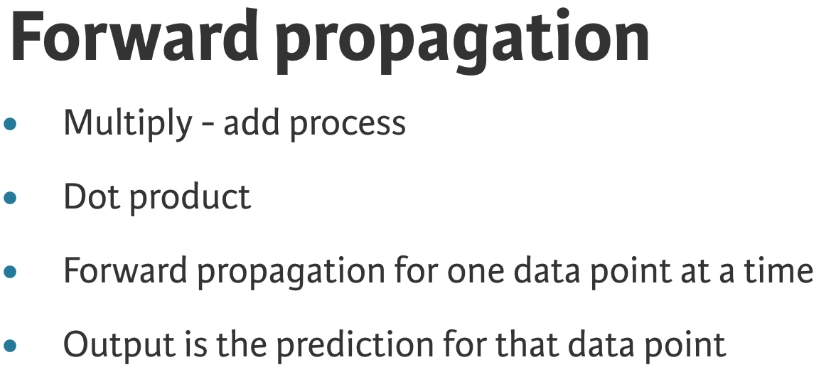 Forward propagation
• Multiply - add process
• Dot product
• Forward propagation for one data point at a time
• Output is the prediction for that data point